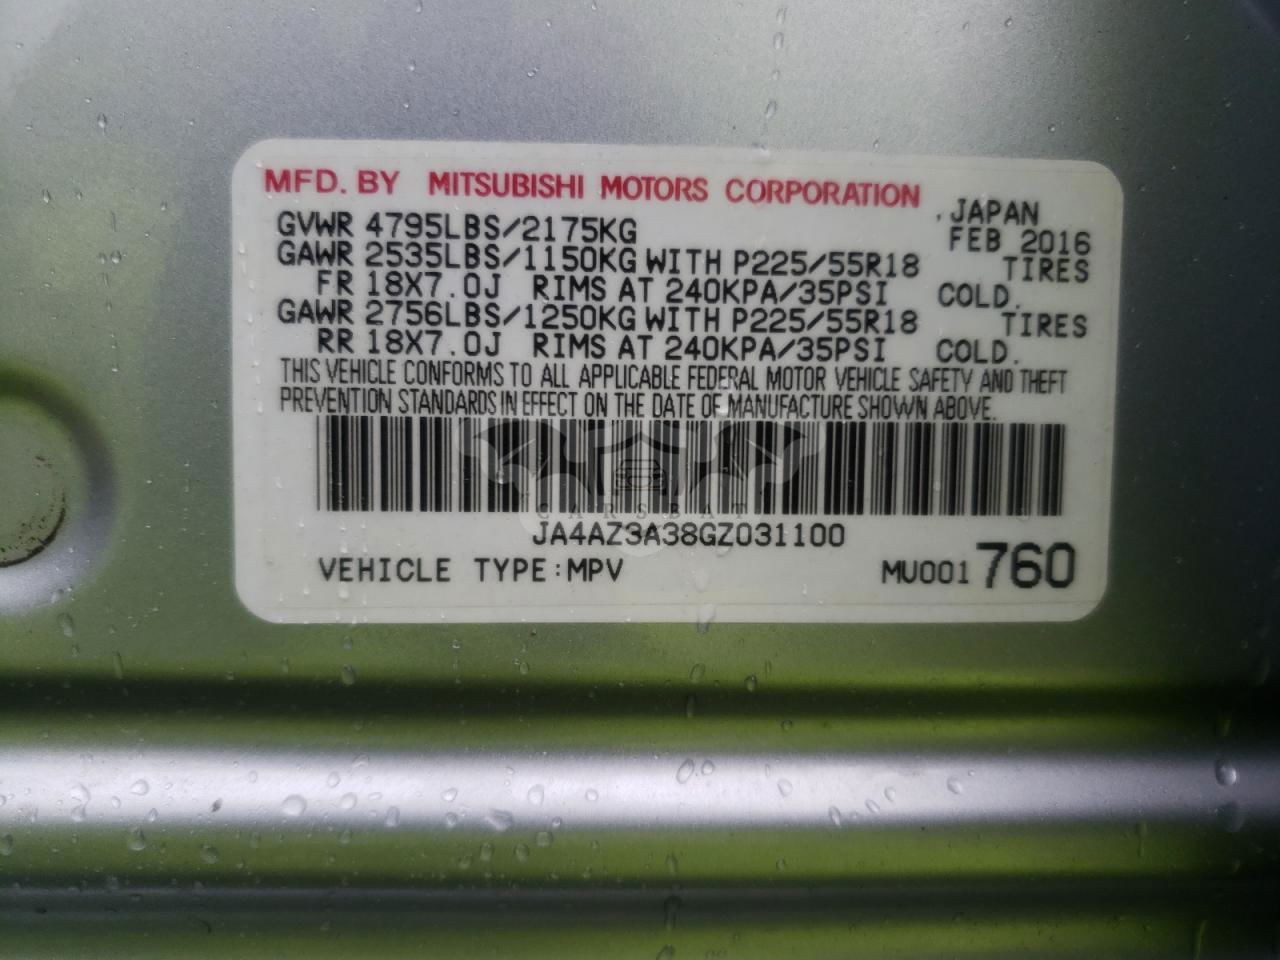 MFD. BY MITSUBISHI MOTORS CORPORATION
JAPAN
GVWR 4795LBS/2175KG FEB 2016
GAWR 2535LBS/1150KG WITH P225/55R18 TIRES
FR 18X7.0J RIMS AT 240KPA/35PSI COLD.
GAWR 2756LBS/1250KG WITH P225/55R18 TIRES
RR 18X7.0J RIMS AT 240KPA/35PSI COLD.
THIS VEHICLE CONFORMS TO ALL APPLICABLE FEDERAL MOTOR VEHICLE SAFETY AND THEFT
PREVENTION STANDARDS IN EFFECT ON THE DATE OF MANUFACTURE SHOWN ABOVE.
CARSBAT
JA4AZ3A38GZ031100
VEHICLE TYPE:MPV MU001 760